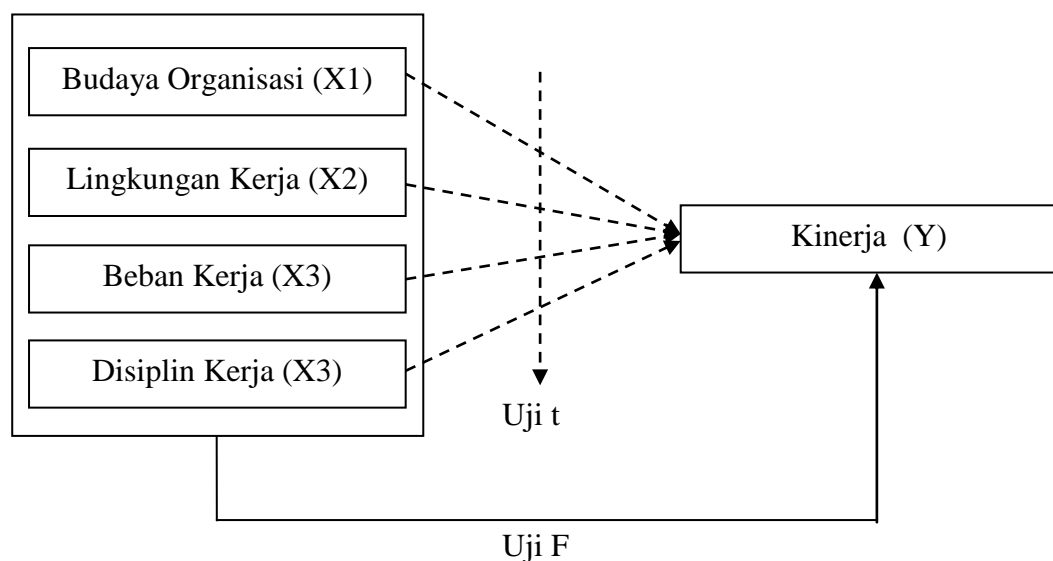 Budaya Organisasi (X1)
Lingkungan Kerja (X2)
Beban Kerja (X3)
Disiplin Kerja (X3)
Kinerja (Y)
Uji t
Uji F